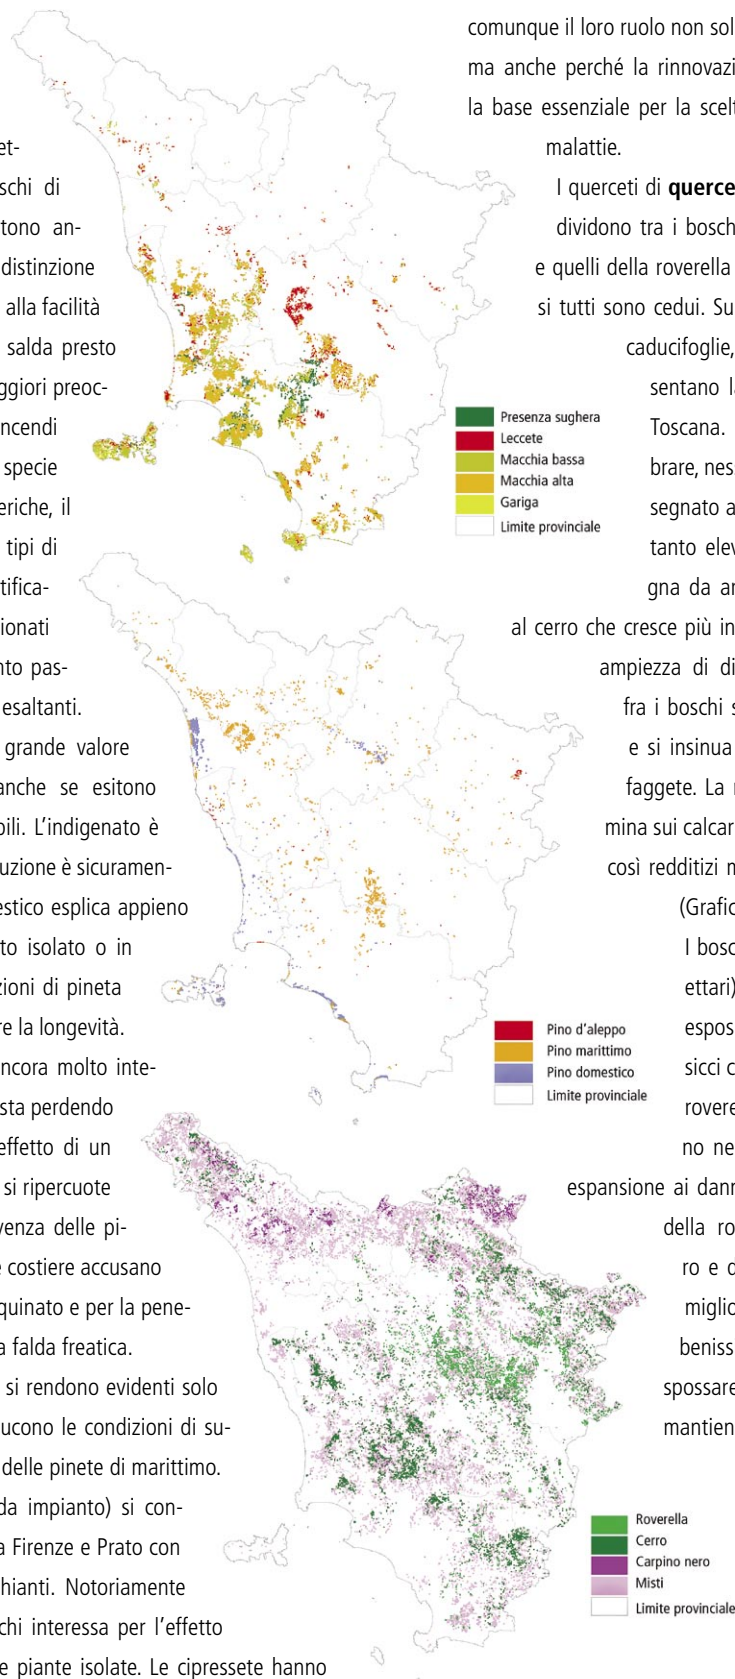 et-
schi di
tono an-
distinzione
alla facilità
salda presto
ggiori preoc-
ncendi
specie
eriche, il
tipi di
tifica-
ionati
nto pas-
esaltanti.
grande valore
anche se esitono
bili. L'indigenato è
uzione è sicuramen-
estico esplica appieno
to isolato o in
zioni di pineta
re la longevità.
ancora molto inte-
sta perdendo
effetto di un
si ripercuote
venza delle pi-
e costiere accusano
quinato e per la pene-
a falda freatica.
si rendono evidenti solo
ucono le condizioni di su-
delle pinete di marittimo.
da impianto) si con-
a Firenze e Prato con
hianti. Notoriamente
chi interessa per l'effetto
e piante isolate. Le cipressete hanno
Presenza sughera
Leccete
Macchia bassa
Macchia alta
Gariga
Limite provinciale
Pino d'aleppo
Pino marittimo
Pino domestico
Limite provinciale
Roverella
Cerro
Carpino nero
Misti
Limite provinciale
comunque il loro ruolo non sol
ma anche perché la rinnovazi
la base essenziale per la scelt
malattie.
I querceti di querce
dividono tra i bosch
e quelli della roverella
si tutti sono cedui. Su
caducifoglie,
sentano la
Toscana.
brare, nes
segnato a
tanto elev
gna da ar
al cerro che cresce più in
ampiezza di di
fra i boschi s
e si insinua
faggete. La r
mina sui calcar
così redditizi m
(Grafic
I bosc
ettari)
espos
sicci c
rovere
no ne
espansione ai dann
della ro
ro e d
miglio
beniss
spossare
mantien